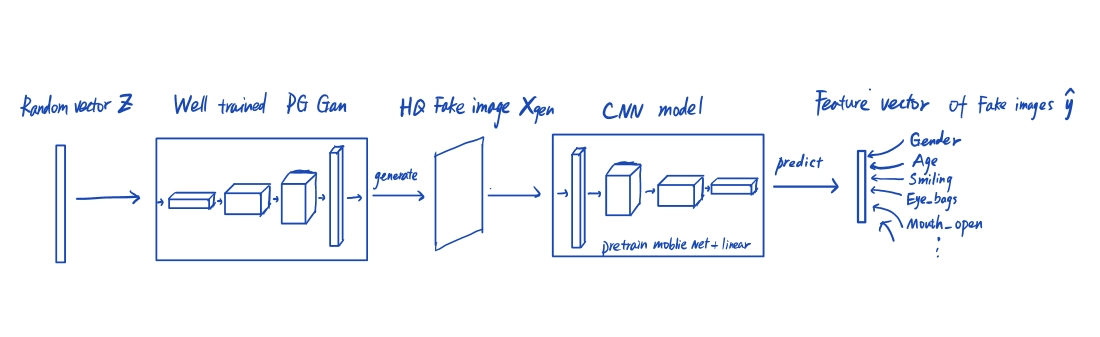 Random vector Z
Well trained PG Gan
HQ Fake image Xgen
CNN model
Feature vector of Fake images ŷ
generate
predict
pretrain moblie net + linear
Gender
Age
Smiling
Eye_bags
Mouth_open